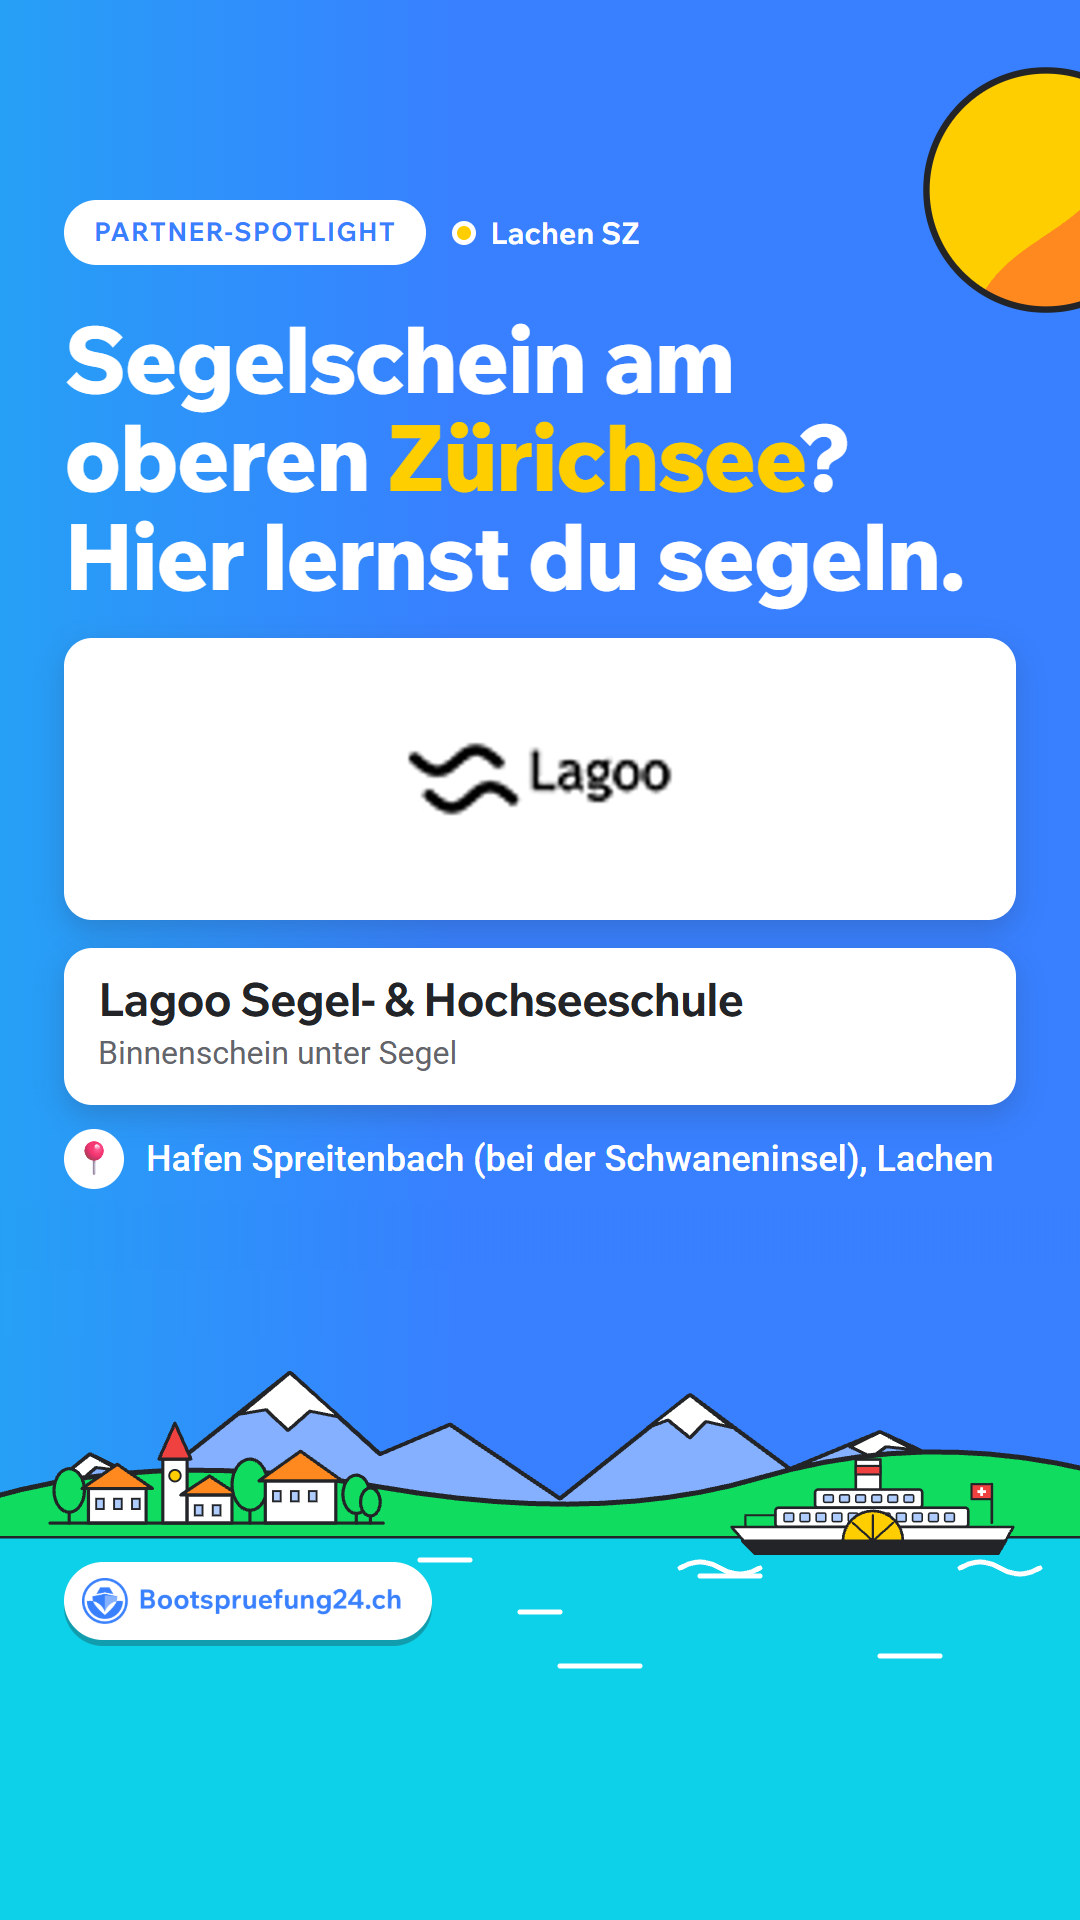 PARTNER-SPOTLIGHT
Lachen SZ
Segelschein am
oberen Zürichsee?
Hier lernst du segeln.
Lagoo
Lagoo Segel- & Hochseeschule
Binnenschein unter Segel
Hafen Spreitenbach (bei der Schwaneninsel), Lachen
Bootspruefung24.ch